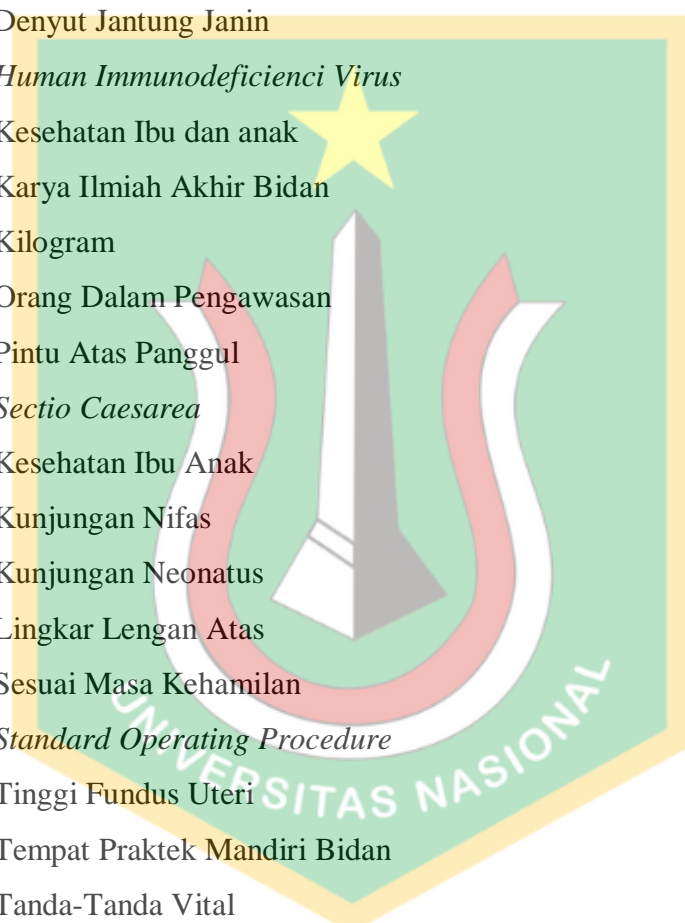 Denyut Jantung Janin
Human Immunodeficienci Virus
Kesehatan Ibu dan anak
Karya Ilmiah Akhir Bidan
Kilogram
Orang Dalam Pengawasan
Pintu Atas Panggul
Sectio Caesarea
Kesehatan Ibu Anak
Kunjungan Nifas
Kunjungan Neonatus
Lingkar Lengan Atas
Sesuai Masa Kehamilan
Standard Operating Procedure
Tinggi Fundus Uteri
Tempat Praktek Mandiri Bidan
Tanda-Tanda Vital
UNIVERSITAS NASIONAL